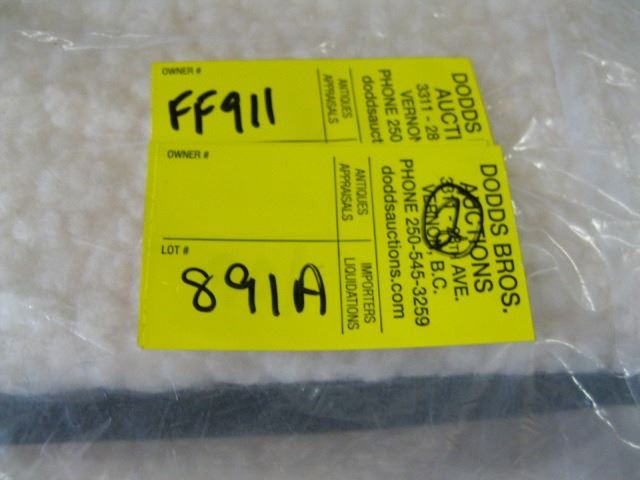 OWNER #
FF911
ANTIQUES
APPRAISALS
DODDS
AUCTI
3311 - 28
VERNON
PHONE 250
doddsauct
OWNER #
LOT #
891A
ANTIQUES
APPRAISALS
IMPORTERS
LIQUIDATIONS
DODDS BROS.
AUCTIONS
AVE.
B.C.
PHONE 250-545-3259
doddsauctions.com